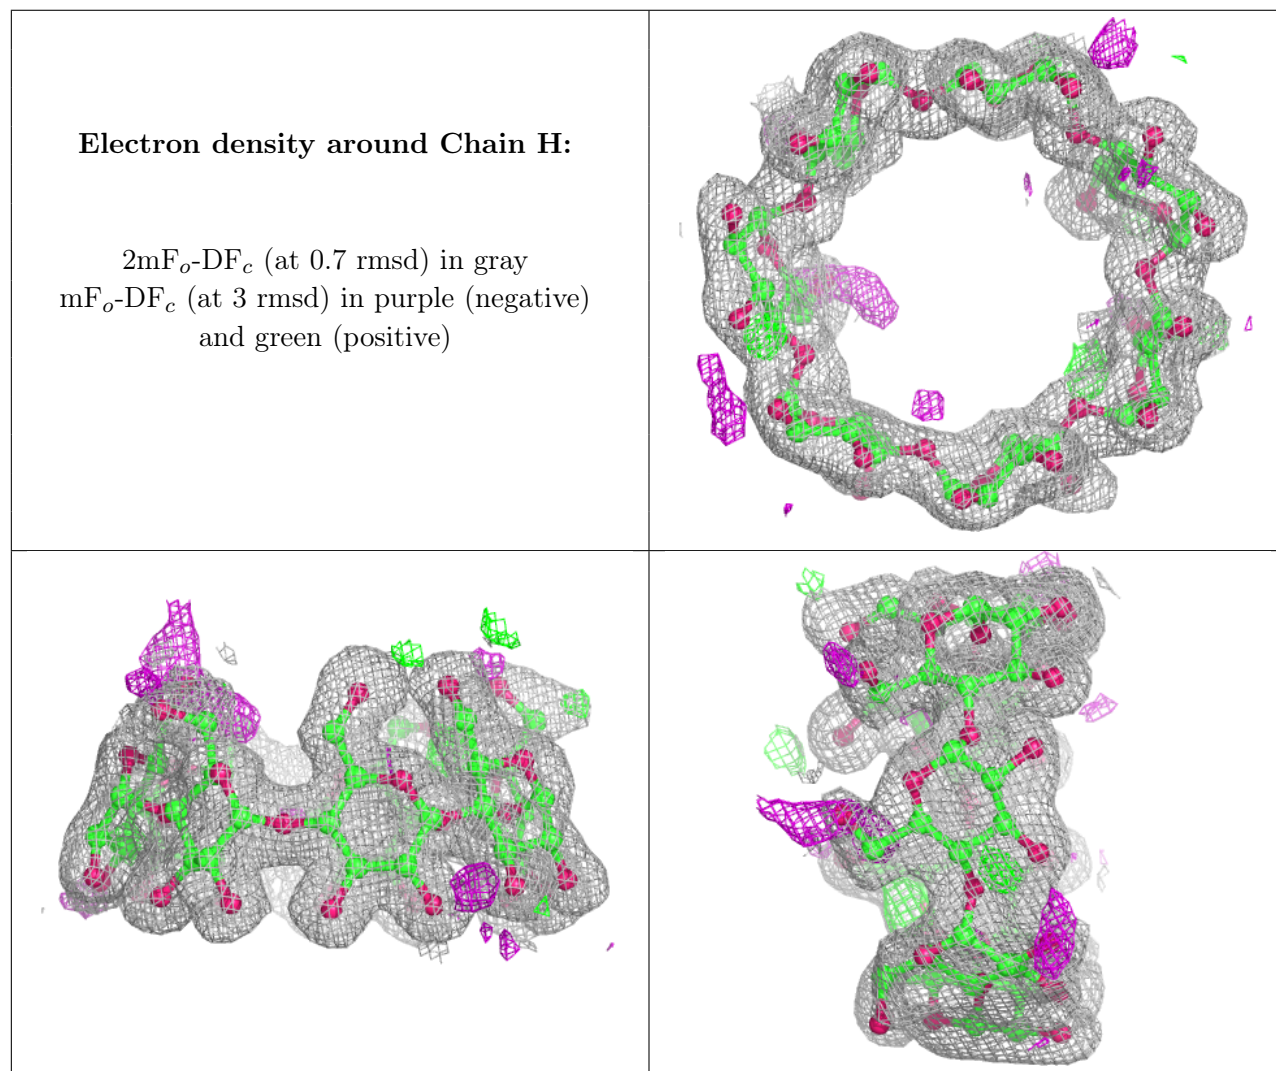 Electron density around Chain H:
2mFo-DFc (at 0.7 rmsd) in gray
mFo-DFc (at 3 rmsd) in purple (negative)
and green (positive)